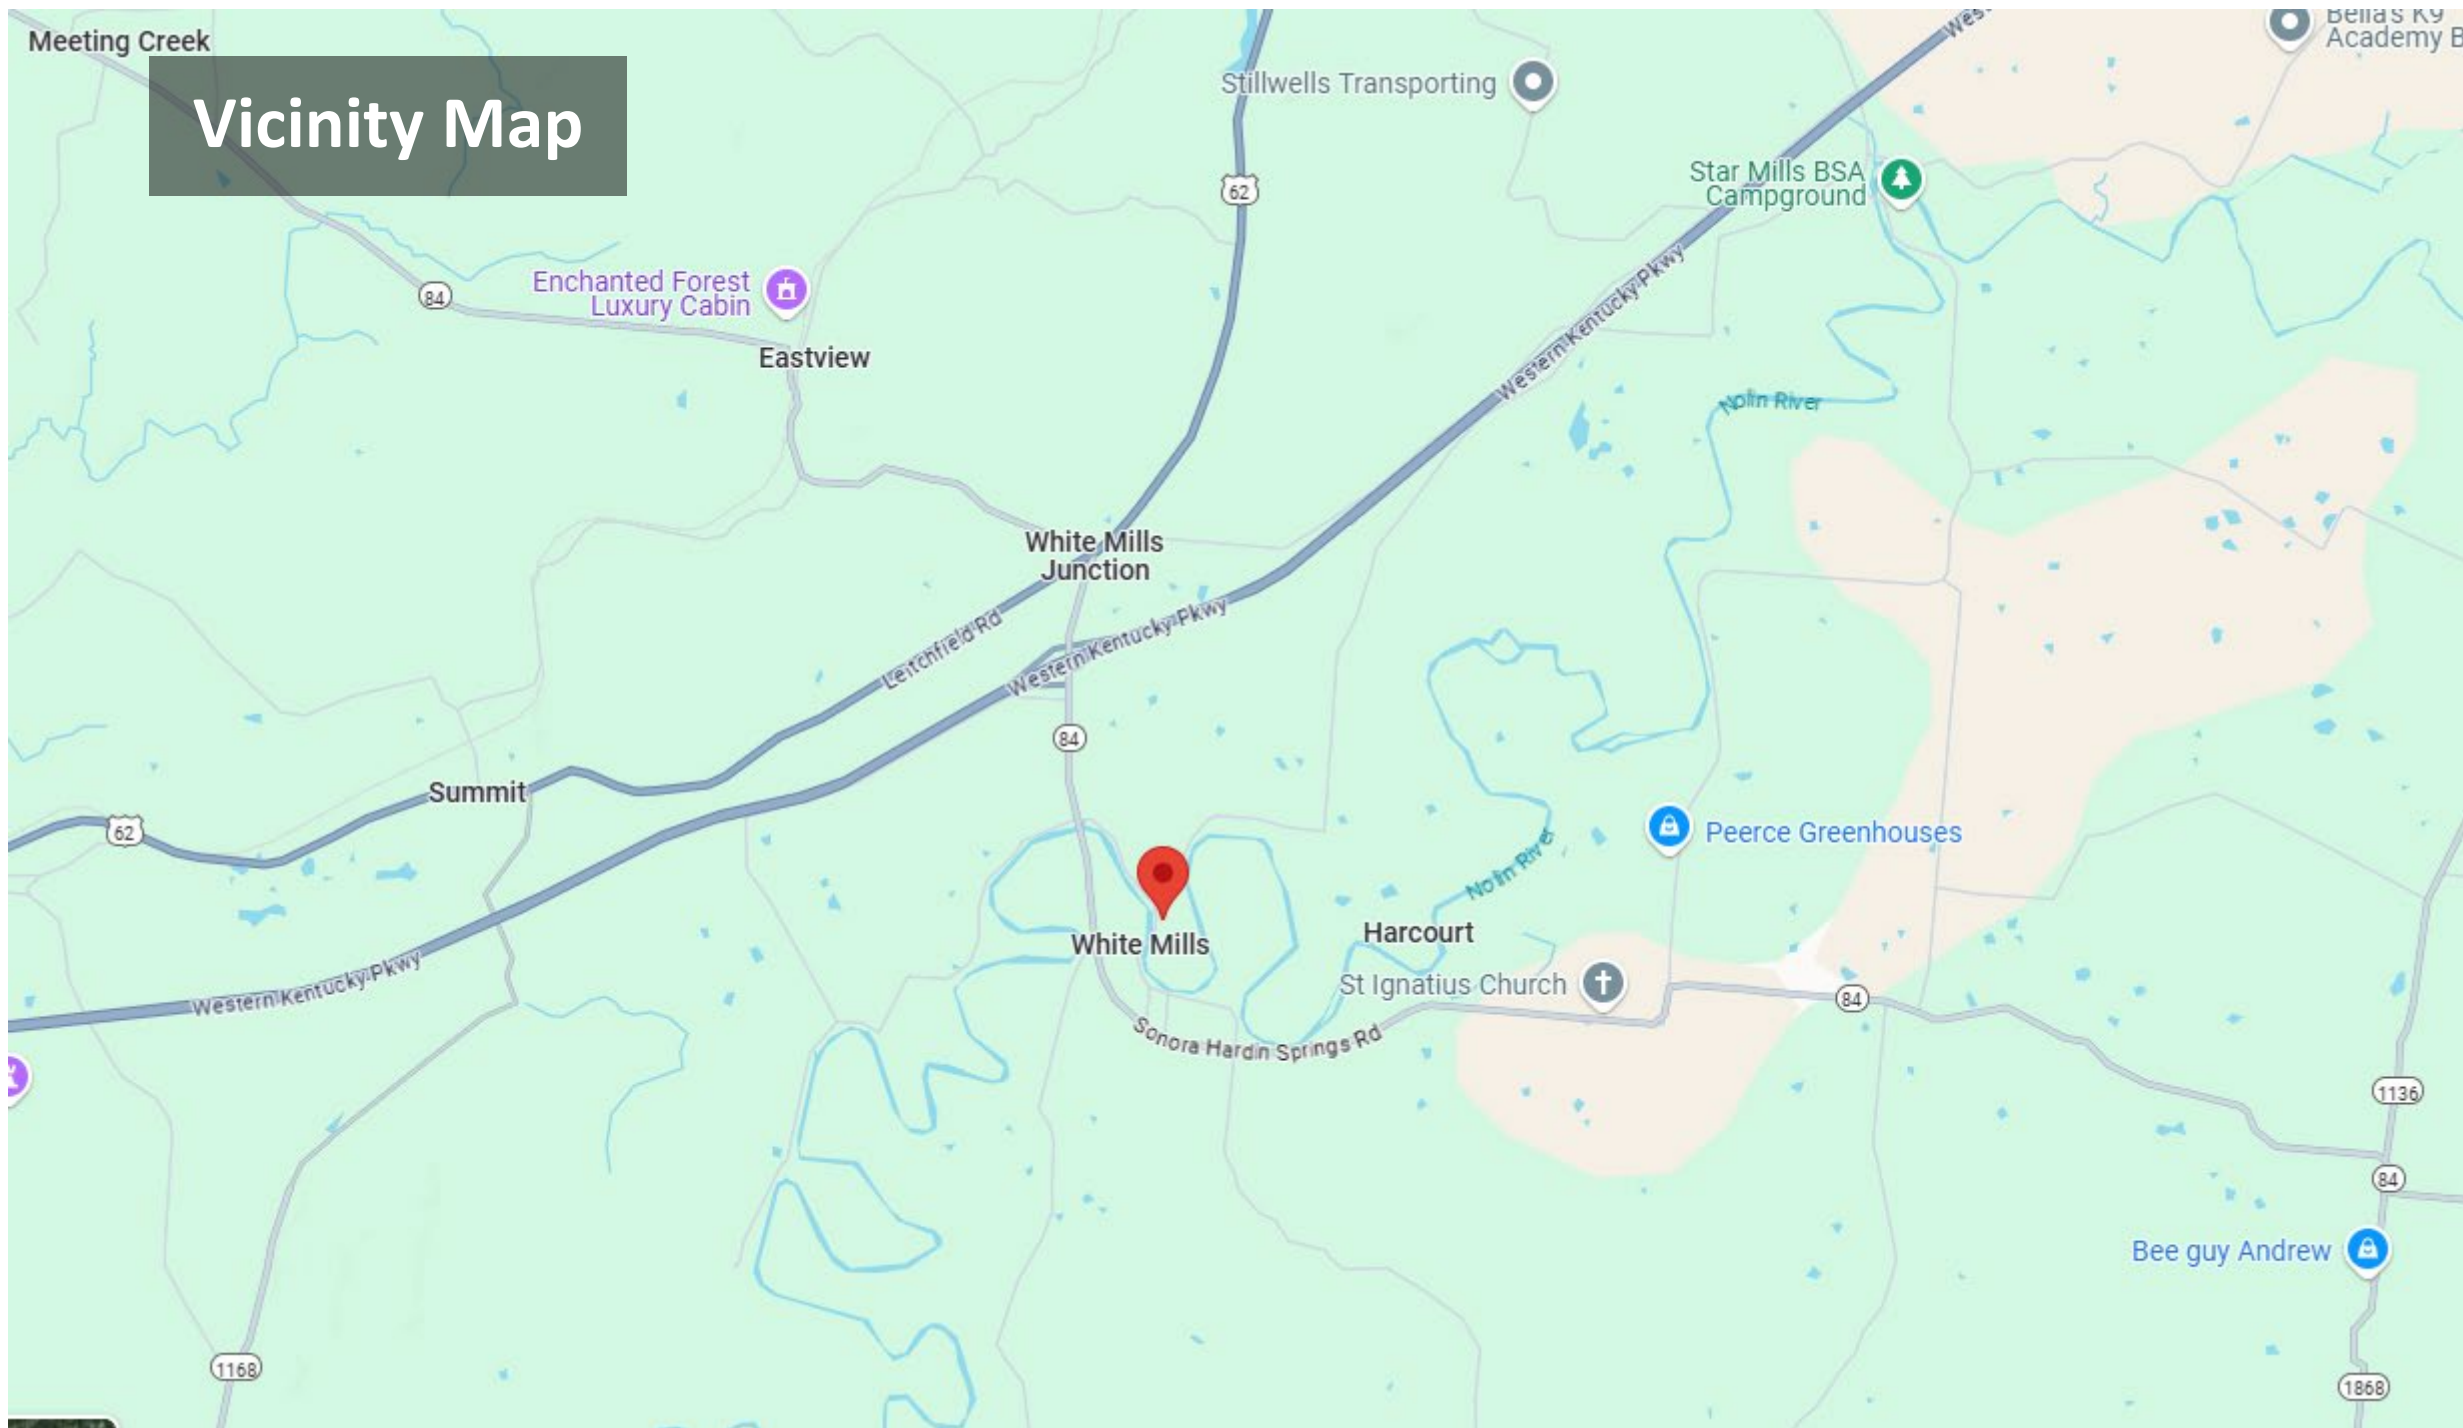 Meeting Creek
Vicinity Map
Bella's K9
Academy B
West
Stillwells Transporting
62
Star Mills BSA
Campground
Western Kentucky Pkwy
Enchanted Forest
Luxury Cabin
84
Eastview
Nolin River
White Mills
Junction
Leitchfield Rd
Western Kentucky Pkwy
84
Summit
62
Peerce Greenhouses
Nolin River
White Mills
Harcourt
St Ignatius Church
Western Kentucky Pkwy
84
Sonora Hardin Springs Rd
1136
84
Bee guy Andrew
1168
1868